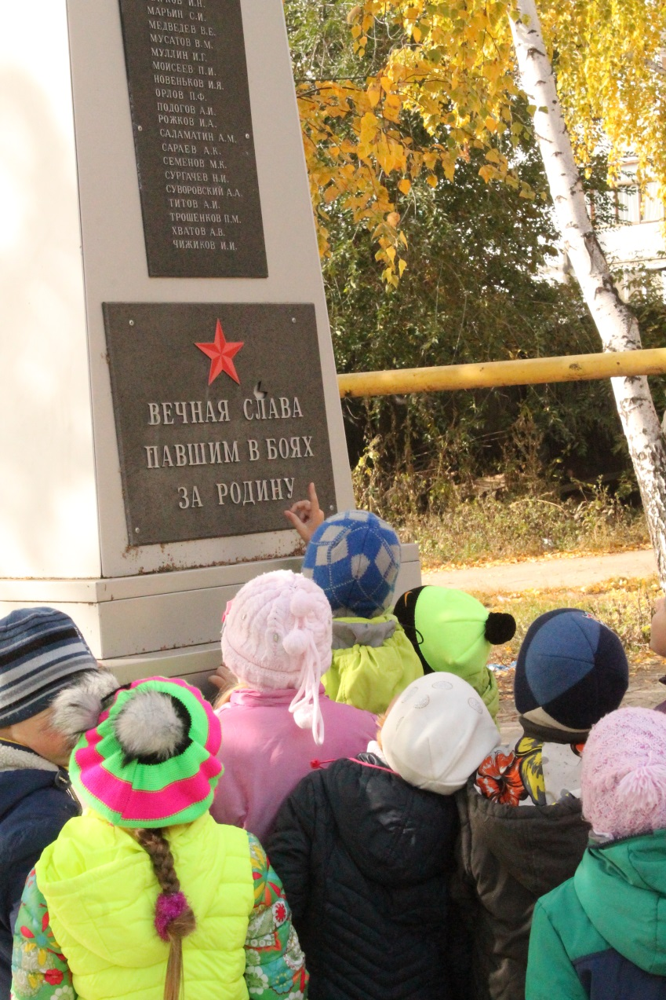 МАРЬИН С.И.
МЕДВЕДЕВ В.Е.
МУСАТОВ В.М.
МУЛЛИН И.Г.
МОИСЕЕВ П.И.
НОВЕНЬКОВ И.Я.
ОРЛОВ П.Ф.
ПОДОГОВ А.И.
РОЖКОВ И.А.
САЛАМАТИН А.М.
САРАЕВ А.К.
СЕМЕНОВ М.К.
СУРГАЧЕВ Н.И.
СУВОРОВСКИЙ А.А.
ТИТОВ А.И.
ТРОШЕНКОВ П.М.
ХВАТОВ А.В.
ЧИЖИКОВ И.И.
ВЕЧНАЯ СЛАВА
ПАВШИМ В БОЯХ
ЗА РОДИНУ